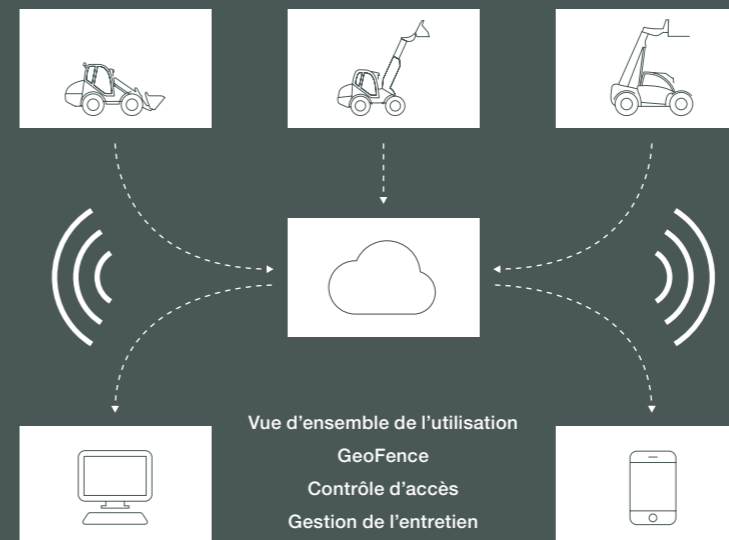 Vue d’ensemble de l’utilisation
GeoFence
Contrôle d’accès
Gestion de l’entretien